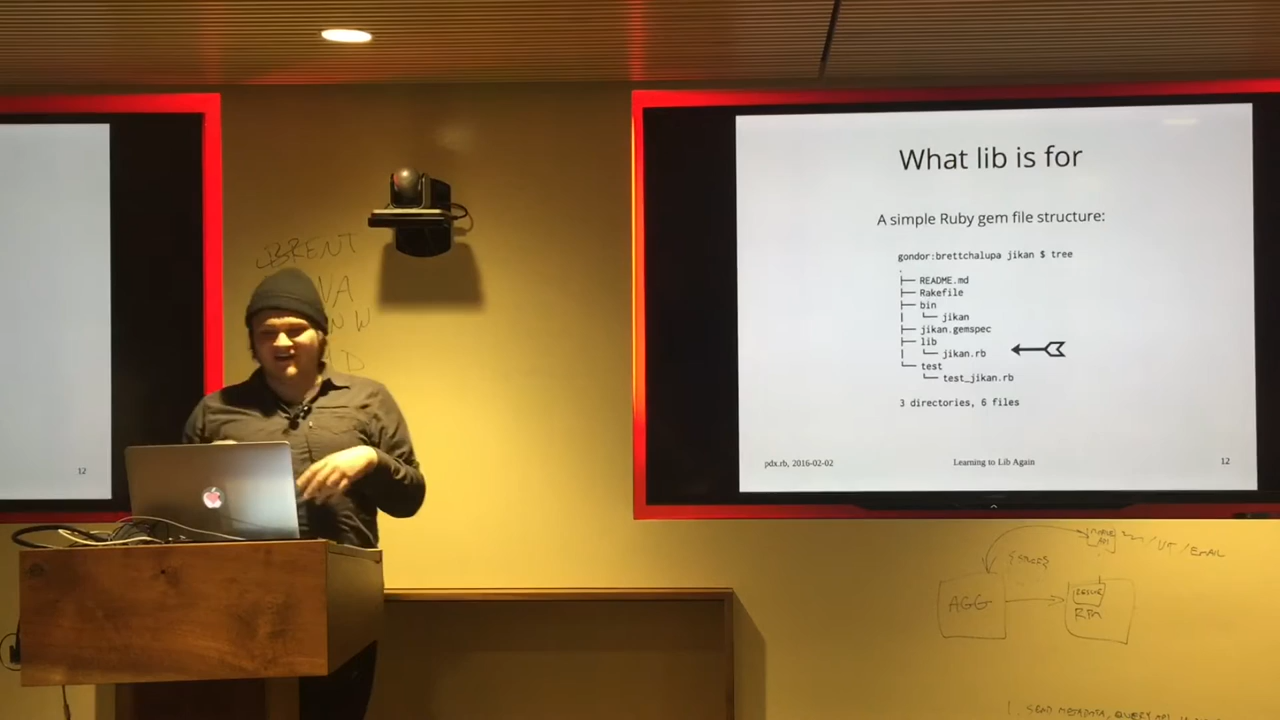 What lib is for
A simple Ruby gem file structure:
gondor:brettchalupa jikan $ tree
.
├── README.md
├── Rakefile
├── bin
│   └── jikan
├── jikan.gemspec
├── lib
│   └── jikan.rb
└── test
    └── test_jikan.rb
3 directories, 6 files
pdx.rb, 2016-02-02
Learning to Lib Again
12
12
BRENT
AGG